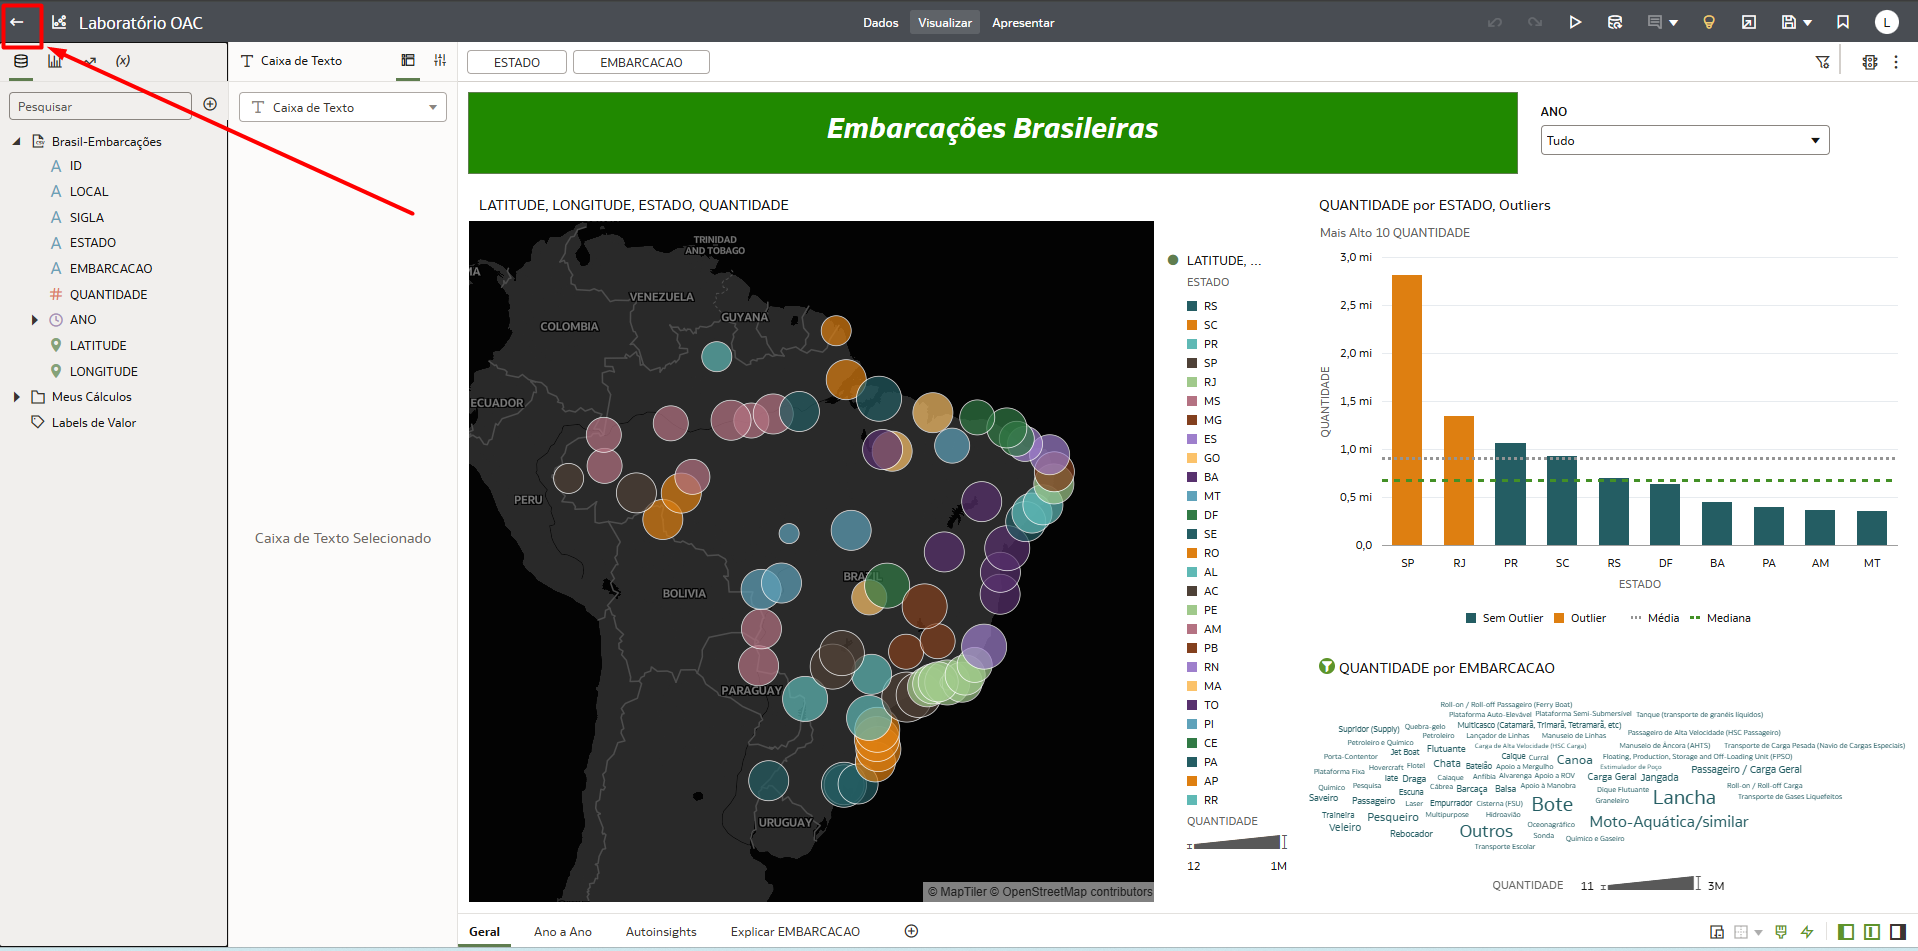 Laboratório OAC
Dados Visualizar Apresentar
L
(x)
Caixa de Texto
ESTADO EMBARCACAO
Pesquisar
Caixa de Texto
Brasil-Embarcações
ID
LOCAL
SIGLA
ESTADO
EMBARCACAO
QUANTIDADE
ANO
LATITUDE
LONGITUDE
Meus Cálculos
Labels de Valor
Caixa de Texto Selecionado
Embarcações Brasileiras
ANO
Tudo
LATITUDE, LONGITUDE, ESTADO, QUANTIDADE
TRINIDAD
AND TOBAGO
MA
VENEZUELA
GUYANA
COLOMBIA
ECUADOR
PERU
BRAZIL
BOLIVIA
PARAGUAY
URUGUAY
© MapTiler © OpenStreetMap contributors
LATITUDE, ...
ESTADO
RS
SC
PR
SP
RJ
MS
MG
ES
GO
BA
MT
DF
SE
RO
AL
AC
PE
AM
PB
RN
MA
TO
PI
CE
PA
AP
RR
QUANTIDADE
12 1M
QUANTIDADE por ESTADO, Outliers
Mais Alto 10 QUANTIDADE
QUANTIDADE
3,0 mi
2,5 mi
2,0 mi
1,5 mi
1,0 mi
0,5 mi
0,0
SP RJ PR SC RS DF BA PA AM MT
ESTADO
Sem Outlier Outlier Média Mediana
QUANTIDADE por EMBARCACAO
Roll-on / Roll-off Passageiro (Ferry Boat)
Plataforma Auto-Elevável Plataforma Semi-Submersível Tanque (transporte de granéis líquidos)
Supridor (Supply) Quebra-gelo Multicasco (Catamarã, Trimarã, Tetramarã, etc)
Petroleiro Lançador de Linhas Manuseio de Linhas Passageiro de Alta Velocidade (HSC Passageiro)
Petroleiro e Químico Jet Boat Flutuante Carga de Alta Velocidade (HSC Carga) Manuseio de Âncora (AHTS) Transporte de Carga Pesada (Navio de Cargas Especiais)
Porta-Contentor Caíque Curral Canoa Floating, Production, Storage and Off-Loading Unit (FPSO)
Plataforma Fixa Hovercraft Flotel Chata Batelão Apoio a Mergulho Estimulador de Poço Passageiro / Carga Geral
Iate Draga Caiaque Anfíbia Alvarenga Apoio a ROV Carga Geral Jangada
Químico Pesquisa Escuna Cábrea Barcaça Balsa Apoio à Manobra Dique Flutuante Roll-on / Roll-off Carga
Saveiro Passageiro Laser Empurrador Cisterna (FSU) Bote Graneleiro Lancha Transporte de Gases Liquefeitos
Traineira Pesqueiro Multipurpose Hidroavião
Veleiro Rebocador Outros Oceanográfico Moto-Aquática/similar
Sonda Químico e Gaseiro
Transporte Escolar
QUANTIDADE 11 3M
Geral Ano a Ano Autoinsights Explicar EMBARCACAO